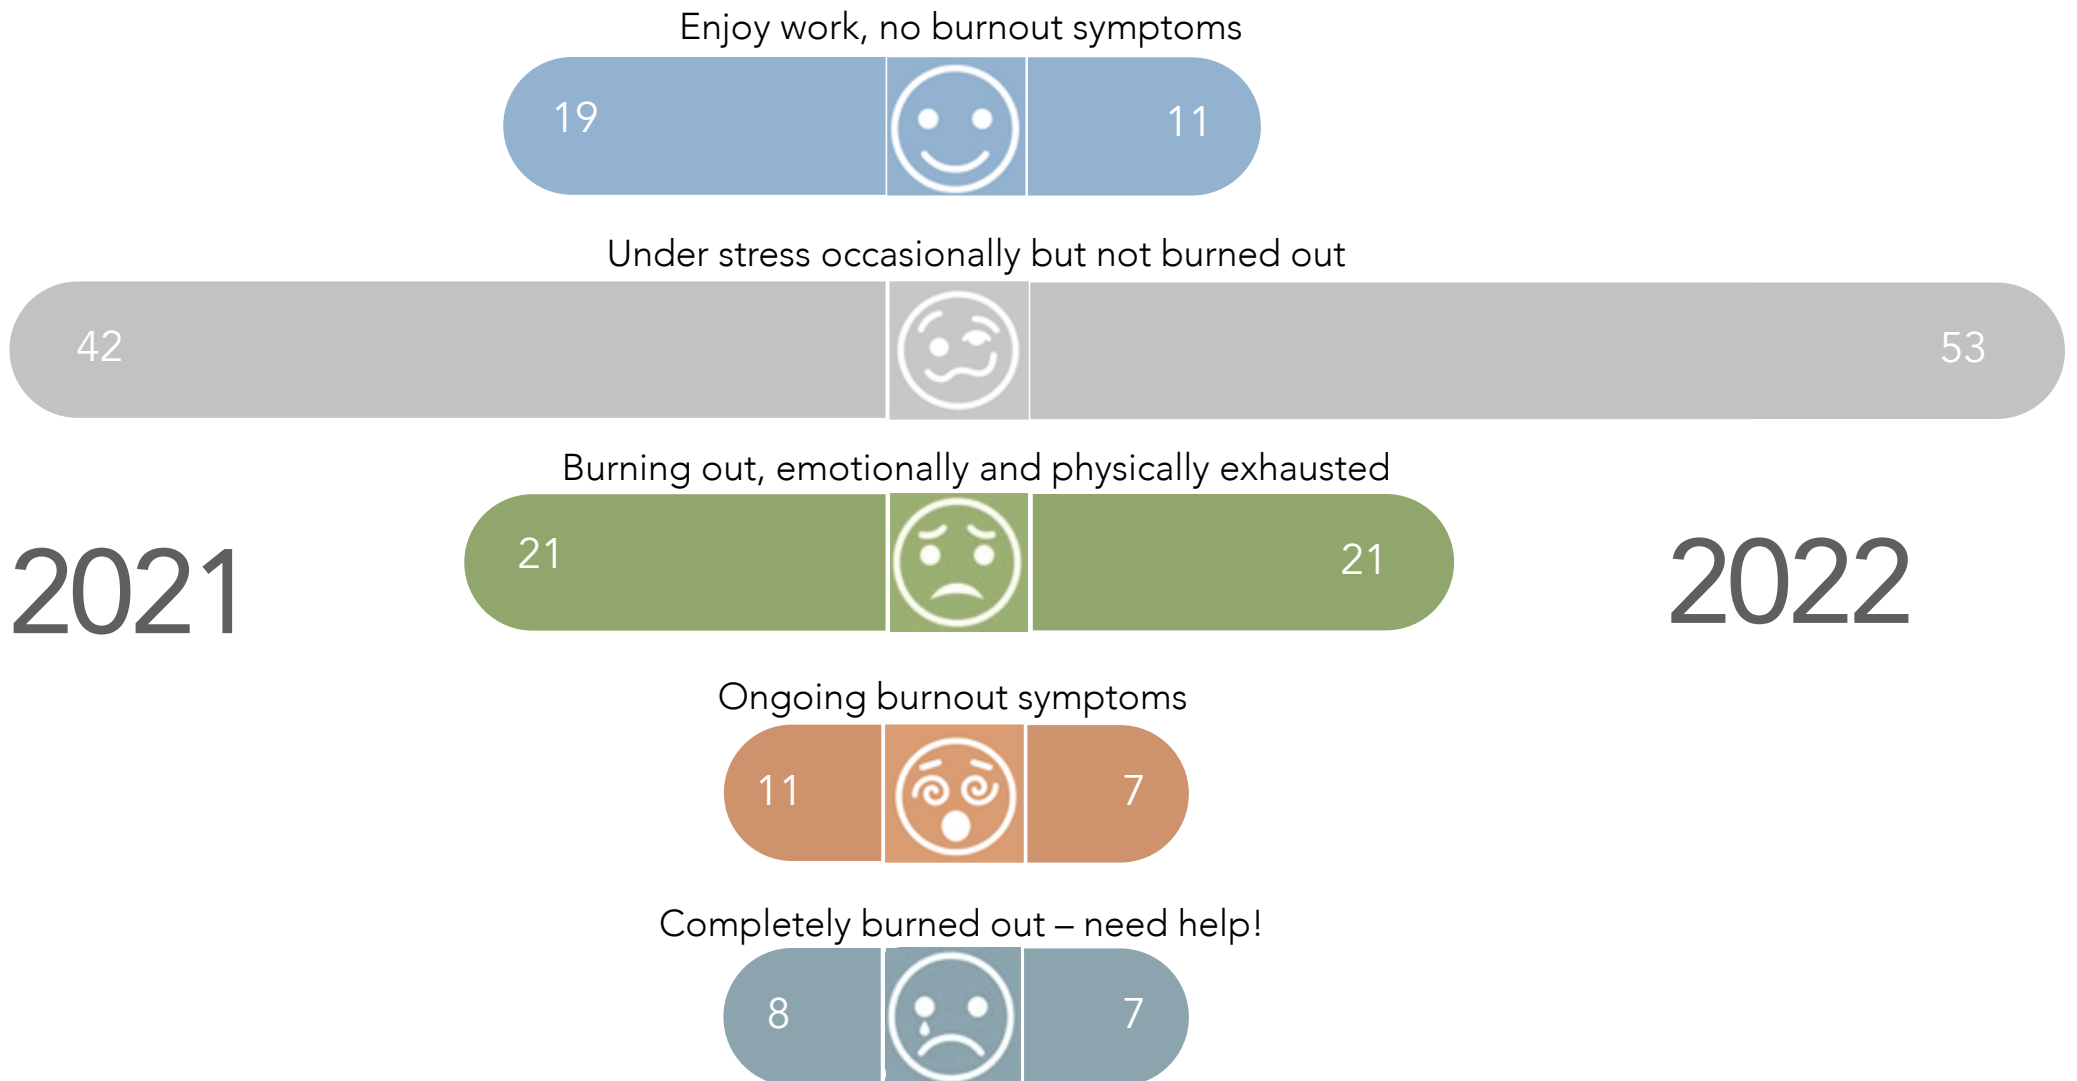 Enjoy work, no burnout symptoms
19 11
Under stress occasionally but not burned out
42 53
Burning out, emotionally and physically exhausted
21 21
2021 2022
Ongoing burnout symptoms
11 7
Completely burned out – need help!
8 7